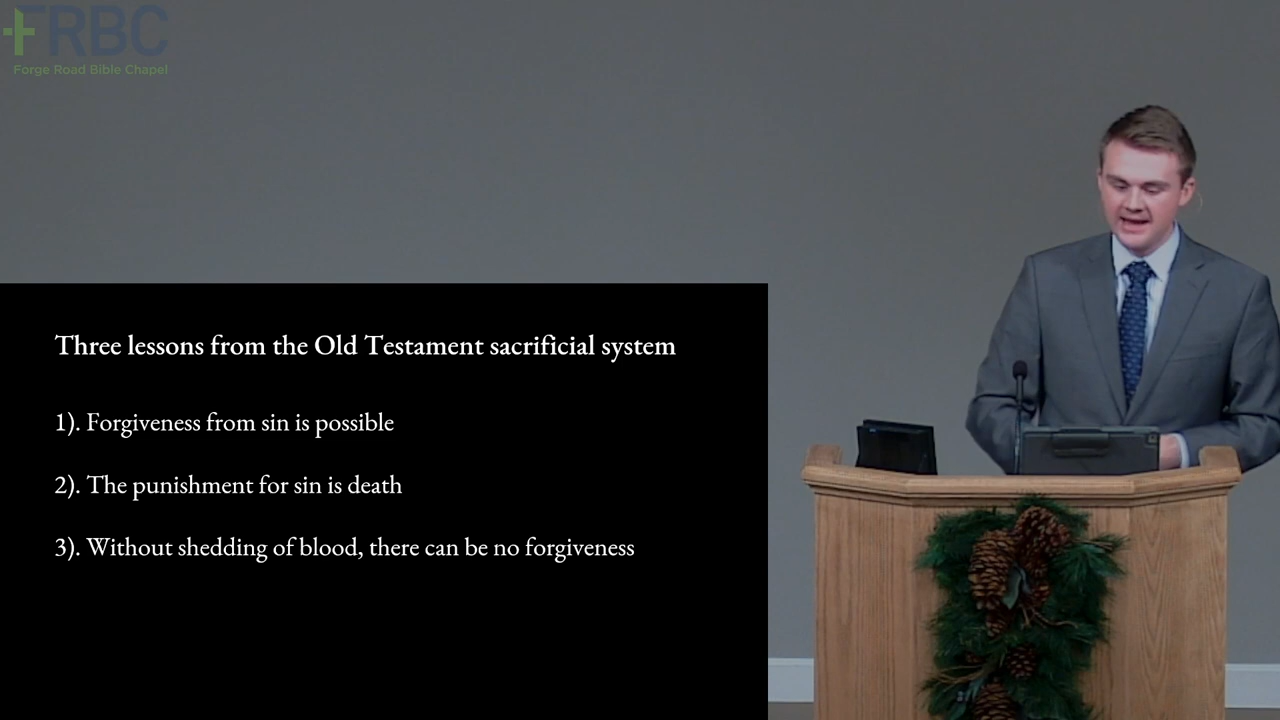 FRBC
Forge Road Bible Chapel
Three lessons from the Old Testament sacrificial system
1). Forgiveness from sin is possible
2). The punishment for sin is death
3). Without shedding of blood, there can be no forgiveness